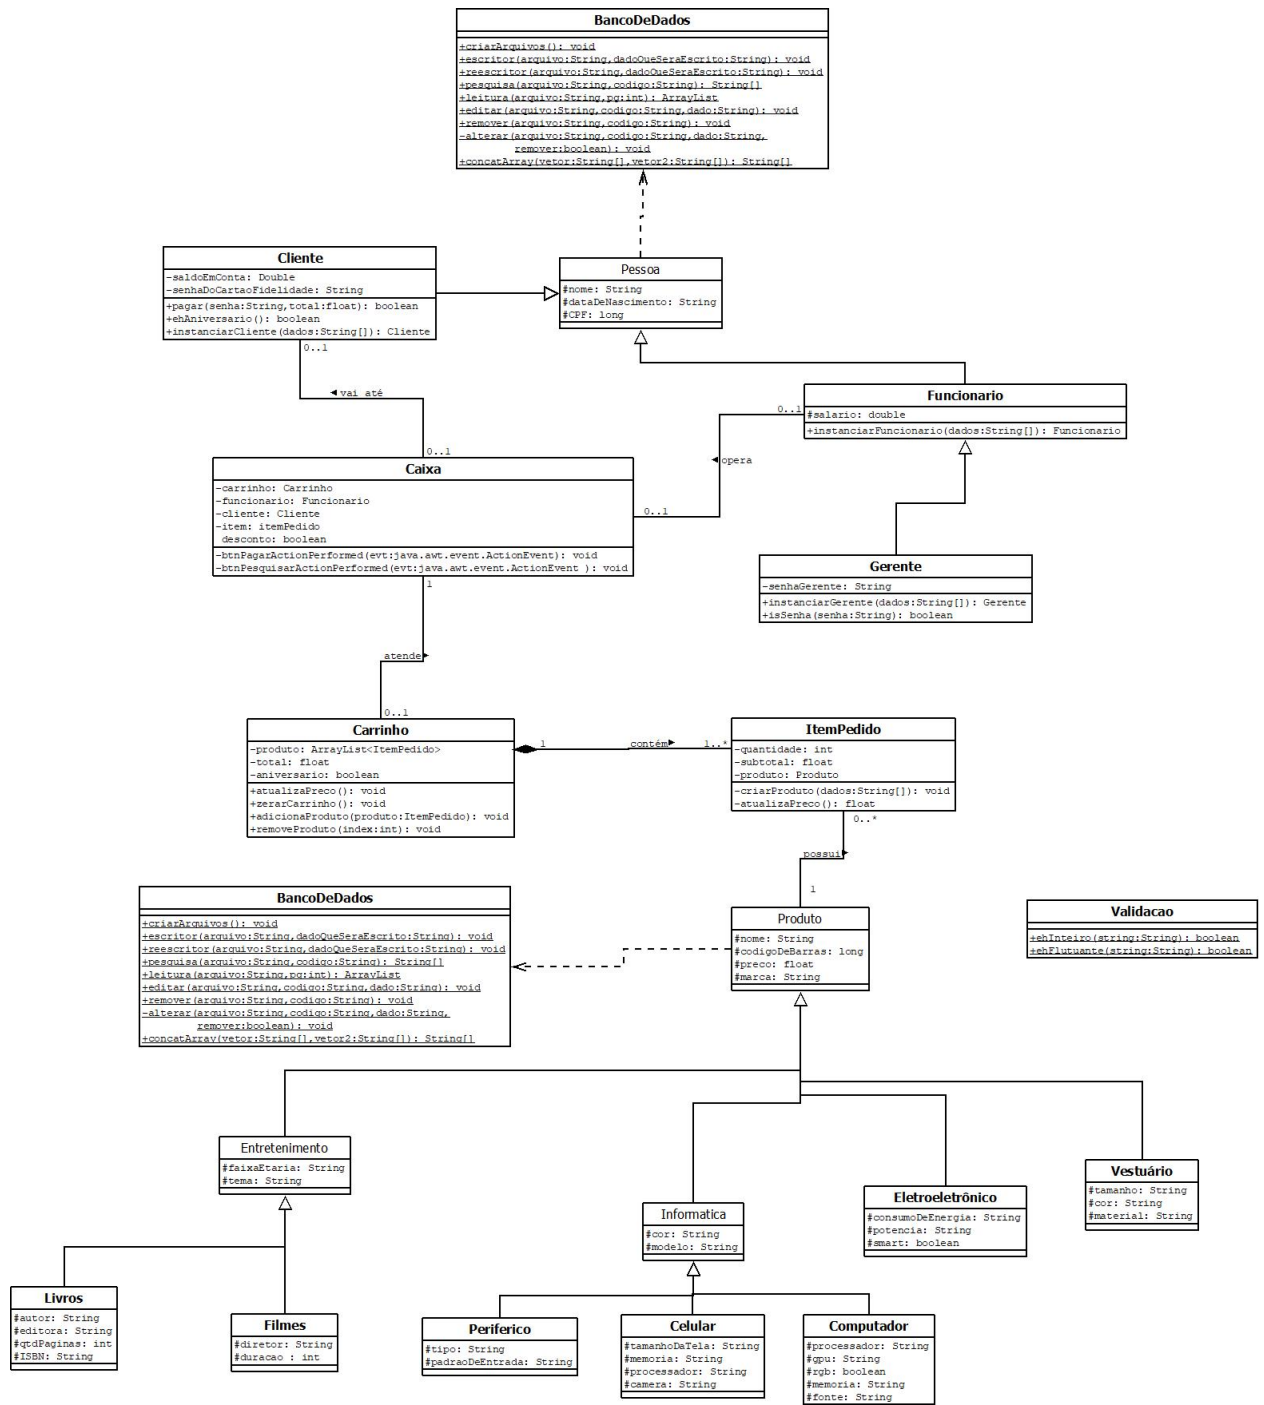 BancoDeDados
+criarArquivos(): void
+escritor(arquivo:String,dadoQueSeraEscrito:String): void
+reescritor(arquivo:String,dadoQueSeraEscrito:String): void
+pesquisa(arquivo:String,codigo:String): String[]
+leitura(arquivo:String,pg:int): ArrayList
+editar(arquivo:String,codigo:String,dado:String): void
+remover(arquivo:String,codigo:String): void
-alterar(arquivo:String,codigo:String,dado:String,
remover:boolean): void
+concatArray(vetor:String[],vetor2:String[]): String[]
Cliente
-saldoEmConta: Double
-senhaDoCartaoFidelidade: String
+pagar(senha:String,total:float): boolean
+ehAniversario(): boolean
+instanciarCliente(dados:String[]): Cliente
Pessoa
#nome: String
#dataDeNascimento: String
#CPF: long
0..1
vai até
0..1
Funcionario
#salario: double
+instanciarFuncionario(dados:String[]): Funcionario
0..1
opera
0..1
Caixa
-carrinho: Carrinho
-funcionario: Funcionario
-cliente: Cliente
-item: itemPedido
desconto: boolean
-btnPagarActionPerformed(evt:java.awt.event.ActionEvent): void
-btnPesquisarActionPerformed(evt:java.awt.event.ActionEvent ): void
Gerente
-senhaGerente: String
+instanciarGerente(dados:String[]): Gerente
+isSenha(senha:String): boolean
1
atende
0..1
Carrinho
-produto: ArrayList<ItemPedido>
-total: float
-aniversario: boolean
+atualizaPreco(): void
+zerarCarrinho(): void
+adicionaProduto(produto:ItemPedido): void
+removeProduto(index:int): void
1
contém
1..*
ItemPedido
-quantidade: int
-subtotal: float
-produto: Produto
-criarProduto(dados:String[]): void
-atualizaPreco(): float
0..*
possui
1
BancoDeDados
+criarArquivos(): void
+escritor(arquivo:String,dadoQueSeraEscrito:String): void
+reescritor(arquivo:String,dadoQueSeraEscrito:String): void
+pesquisa(arquivo:String,codigo:String): String[]
+leitura(arquivo:String,pg:int): ArrayList
+editar(arquivo:String,codigo:String,dado:String): void
+remover(arquivo:String,codigo:String): void
-alterar(arquivo:String,codigo:String,dado:String,
remover:boolean): void
+concatArray(vetor:String[],vetor2:String[]): String[]
Produto
#nome: String
#codigoDeBarras: long
#preco: float
#marca: String
Validacao
+ehInteiro(string:String): boolean
+ehFlutuante(string:String): boolean
Entretenimento
#faixaEtaria: String
#tema: String
Informatica
#cor: String
#modelo: String
Eletroeletrônico
#consumoDeEnergia: String
#potencia: String
#smart: boolean
Vestuário
#tamanho: String
#cor: String
#material: String
Livros
#autor: String
#editora: String
#qtdPaginas: int
#ISBN: String
Filmes
#diretor: String
#duracao : int
Periferico
#tipo: String
#padraoDeEntrada: String
Celular
#tamanhoDaTela: String
#memoria: String
#processador: String
#camera: String
Computador
#processador: String
#gpu: String
#rgb: boolean
#memoria: String
#fonte: String